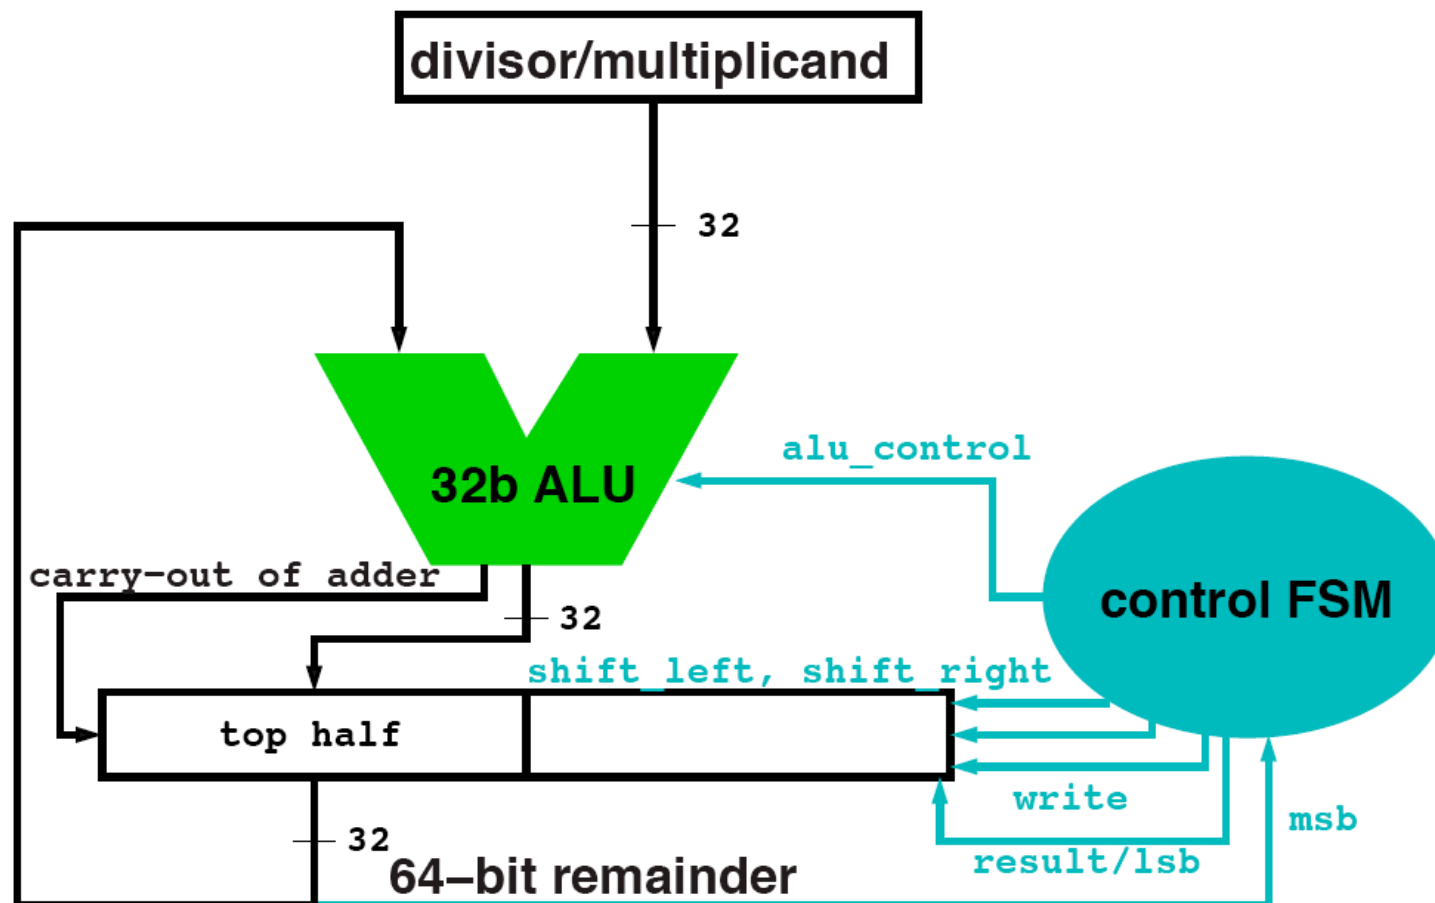 divisor/multiplicand
32
alu_control
32b ALU
carry-out of adder
control FSM
32
shift_left, shift_right
top half
write
msb
32
result/lsb
64-bit remainder